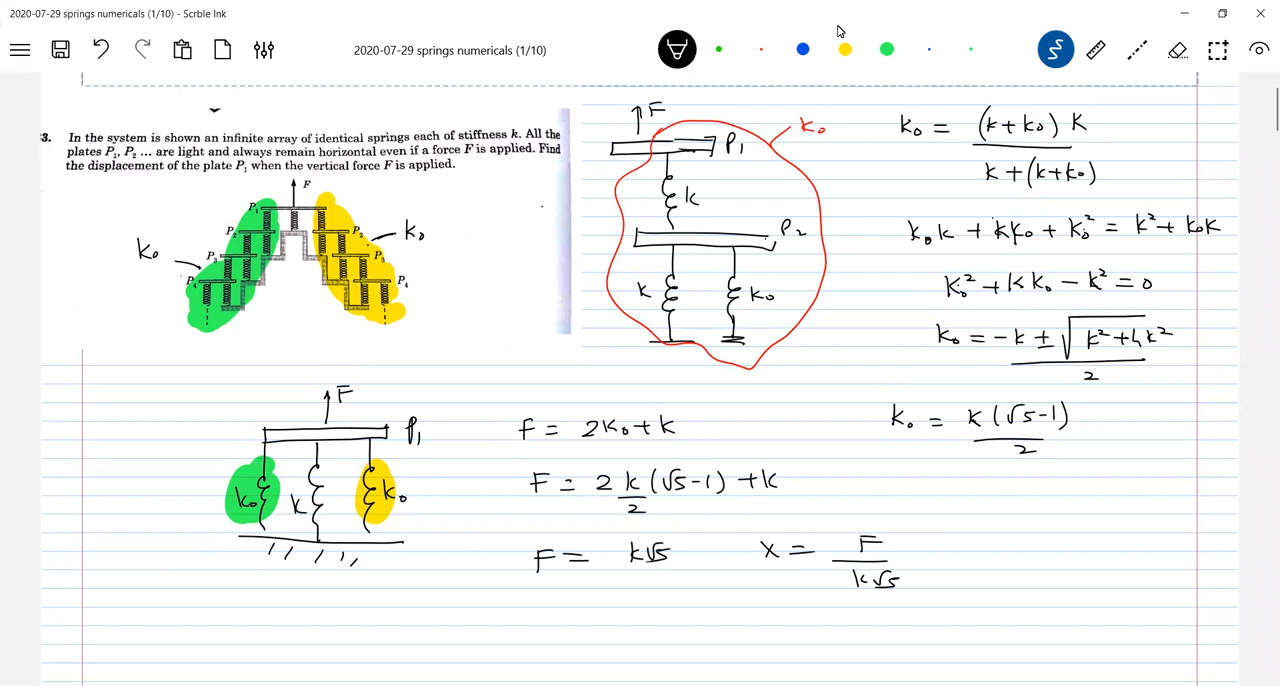 2020-07-29 springs numericals (1/10) - Scrble Ink
2020-07-29 springs numericals (1/10)
3. In the system is shown an infinite array of identical springs each of stiffness k. All the
plates P₁, P₂ ... are light and always remain horizontal even if a force F is applied. Find
the displacement of the plate P₁ when the vertical force F is applied.
F
P₁
P₂
P₃
P₄
P₂
P₃
P₄
k₀
k₀
F
P₁
k₀
k
P₂
k
k₀
k₀ = (k+k₀) k / k+(k+k₀)
k₀k + kk₀ + k₀² = k² + k₀k
k₀² + kk₀ - k² = 0
k₀ = -k ± √k²+4k² / 2
k₀ = k(√5-1) / 2
F
P₁
k₀
k
k₀
F = 2k₀+k
F = 2 k/2 (√5-1) +k
F = k√5
x = F / k√5